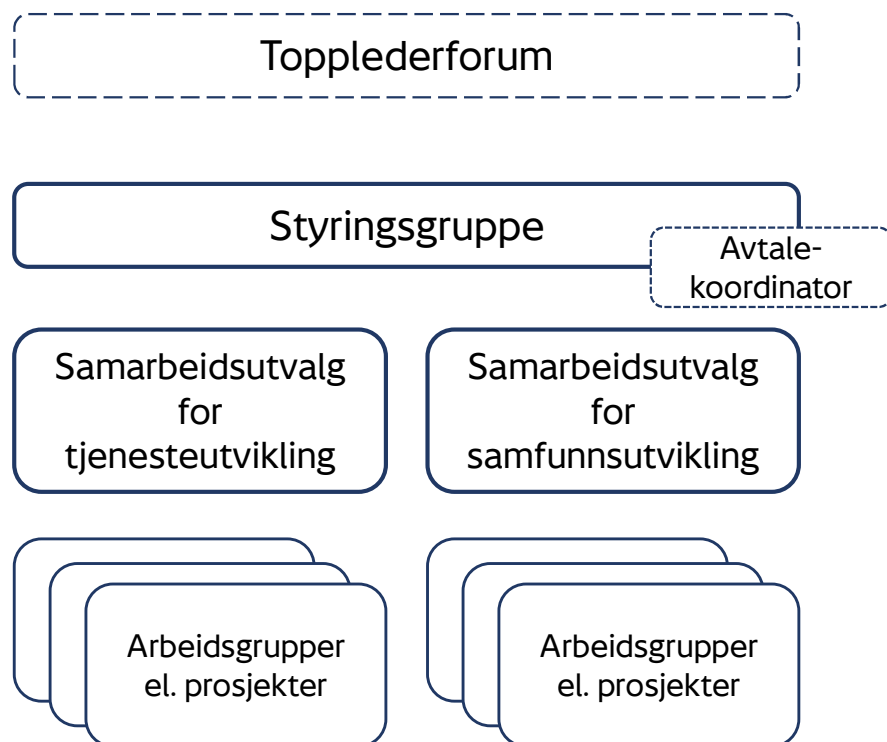 Topplederforum
Styringsgruppe
Avtale-
koordinator
Samarbeidsutvalg
for
tjenesteutvikling
Samarbeidsutvalg
for
samfunnsutvikling
Arbeidsgrupper
el. prosjekter
Arbeidsgrupper
el. prosjekter